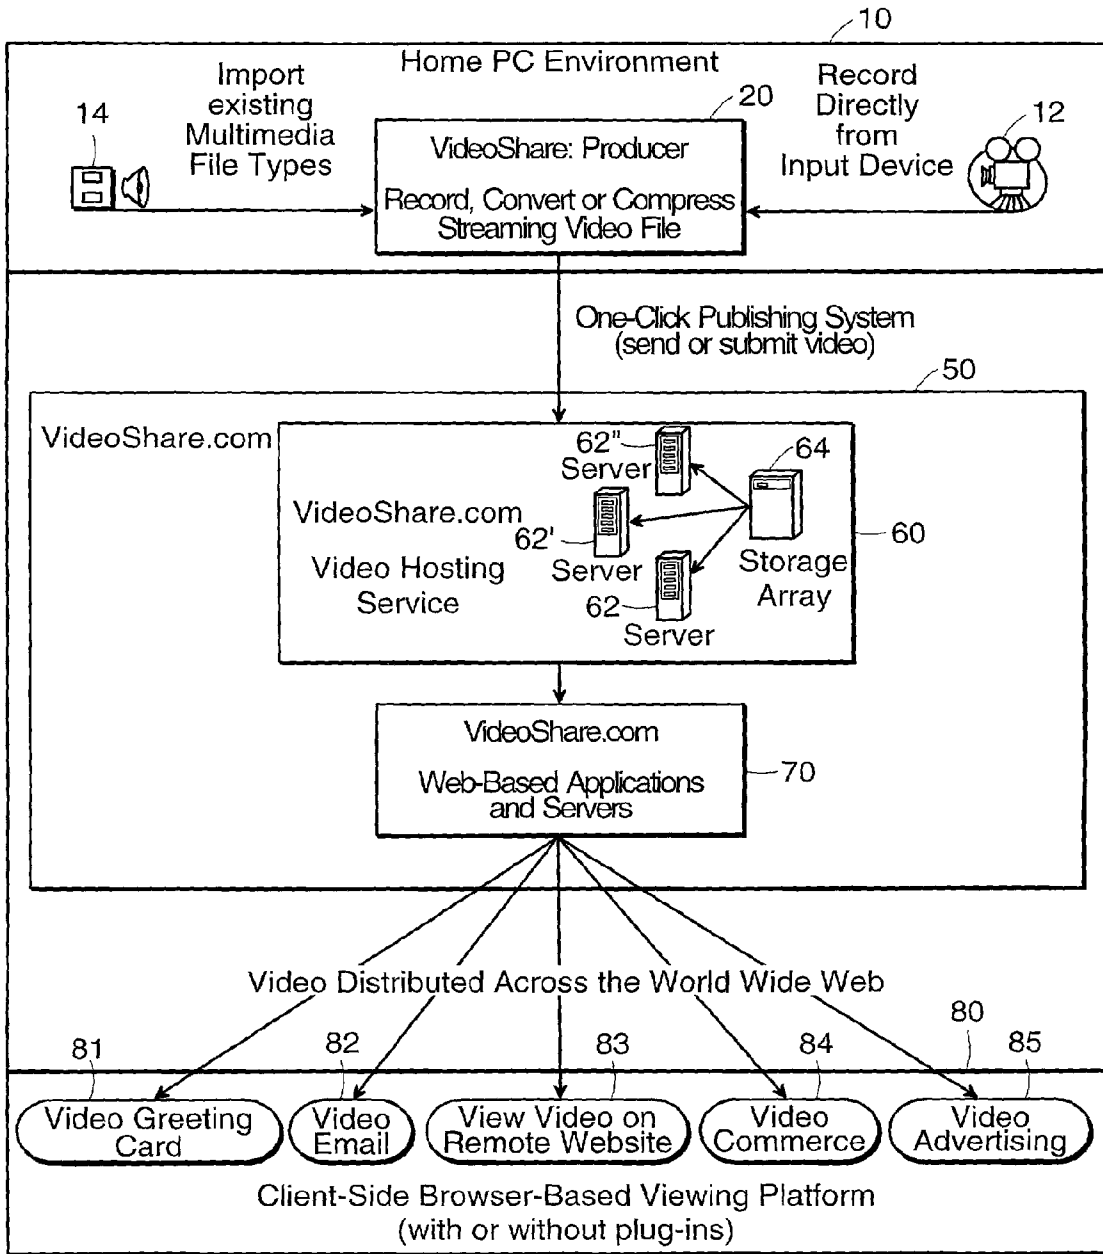 10
Home PC Environment
Import
existing
Multimedia
File Types
14
20
VideoShare: Producer
Record, Convert or Compress
Streaming Video File
Record
Directly
from
Input Device
12
One-Click Publishing System
(send or submit video)
50
VideoShare.com
VideoShare.com
Video Hosting
Service
62"
Server
62'
Server
62
Server
64
Storage
Array
60
VideoShare.com
Web-Based Applications
and Servers
70
Video Distributed Across the World Wide Web
80
81
Video Greeting
Card
82
Video
Email
83
View Video on
Remote Website
84
Video
Commerce
85
Video
Advertising
Client-Side Browser-Based Viewing Platform
(with or without plug-ins)